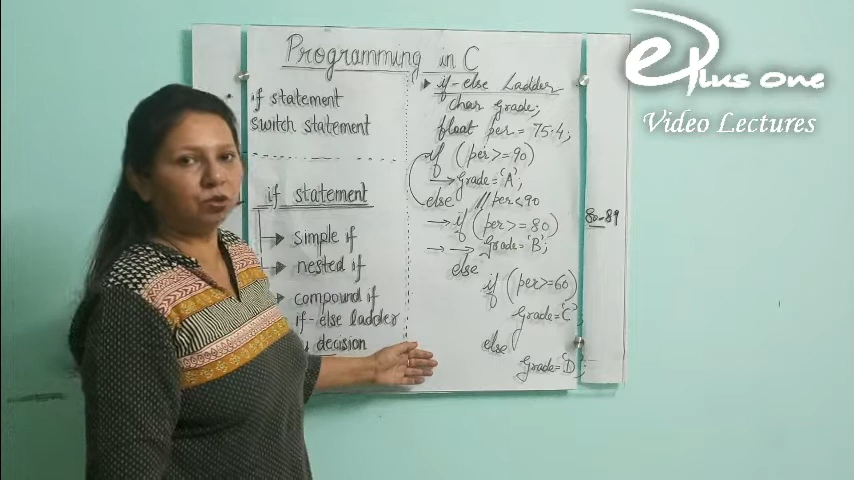 Programming in C
if statement
switch statement
if statement
simple if
nested if
compound if
if-else ladder
decision
if-else Ladder
char grade;
float per = 75.4;
if (per>=90)
grade='A';
else //per<90
if (per>=80)
grade='B';
else
if (per>=60)
grade='C';
else
grade='D';
80-89
ePlus one
Video Lectures